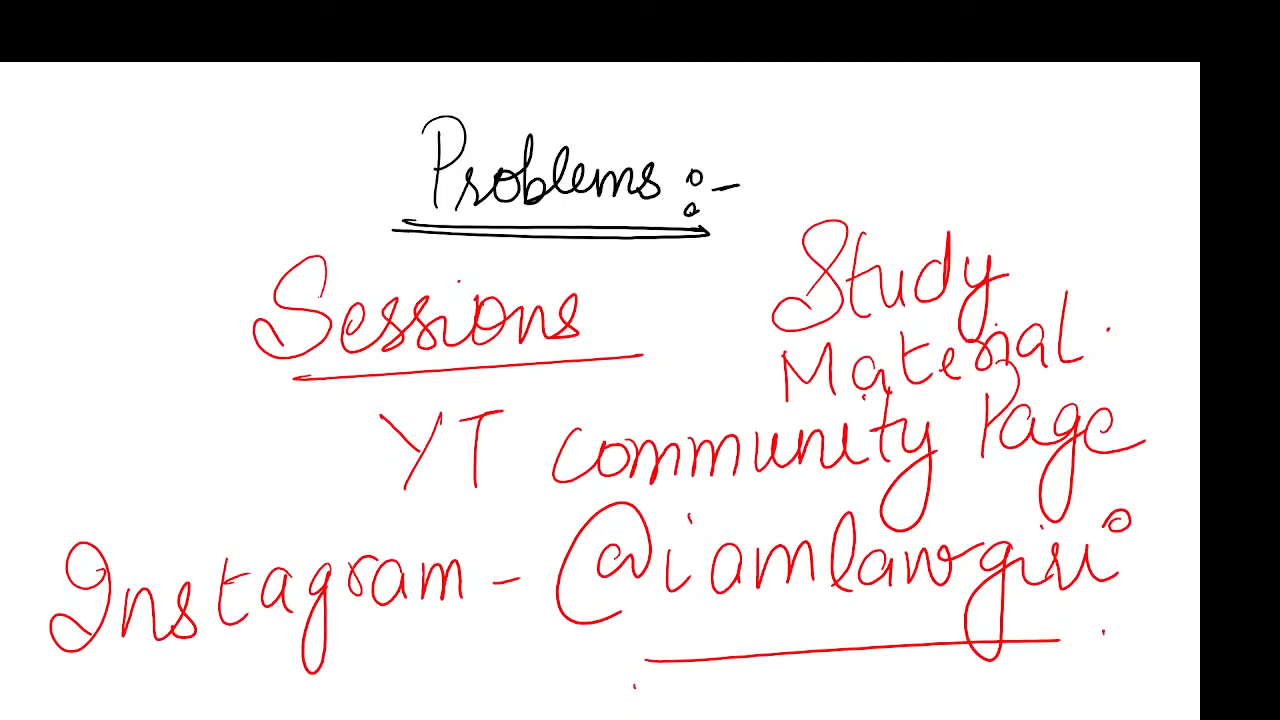 Problems :-
Sessions
Study
Material.
YT community Page
Instagram - @iamlawgiri